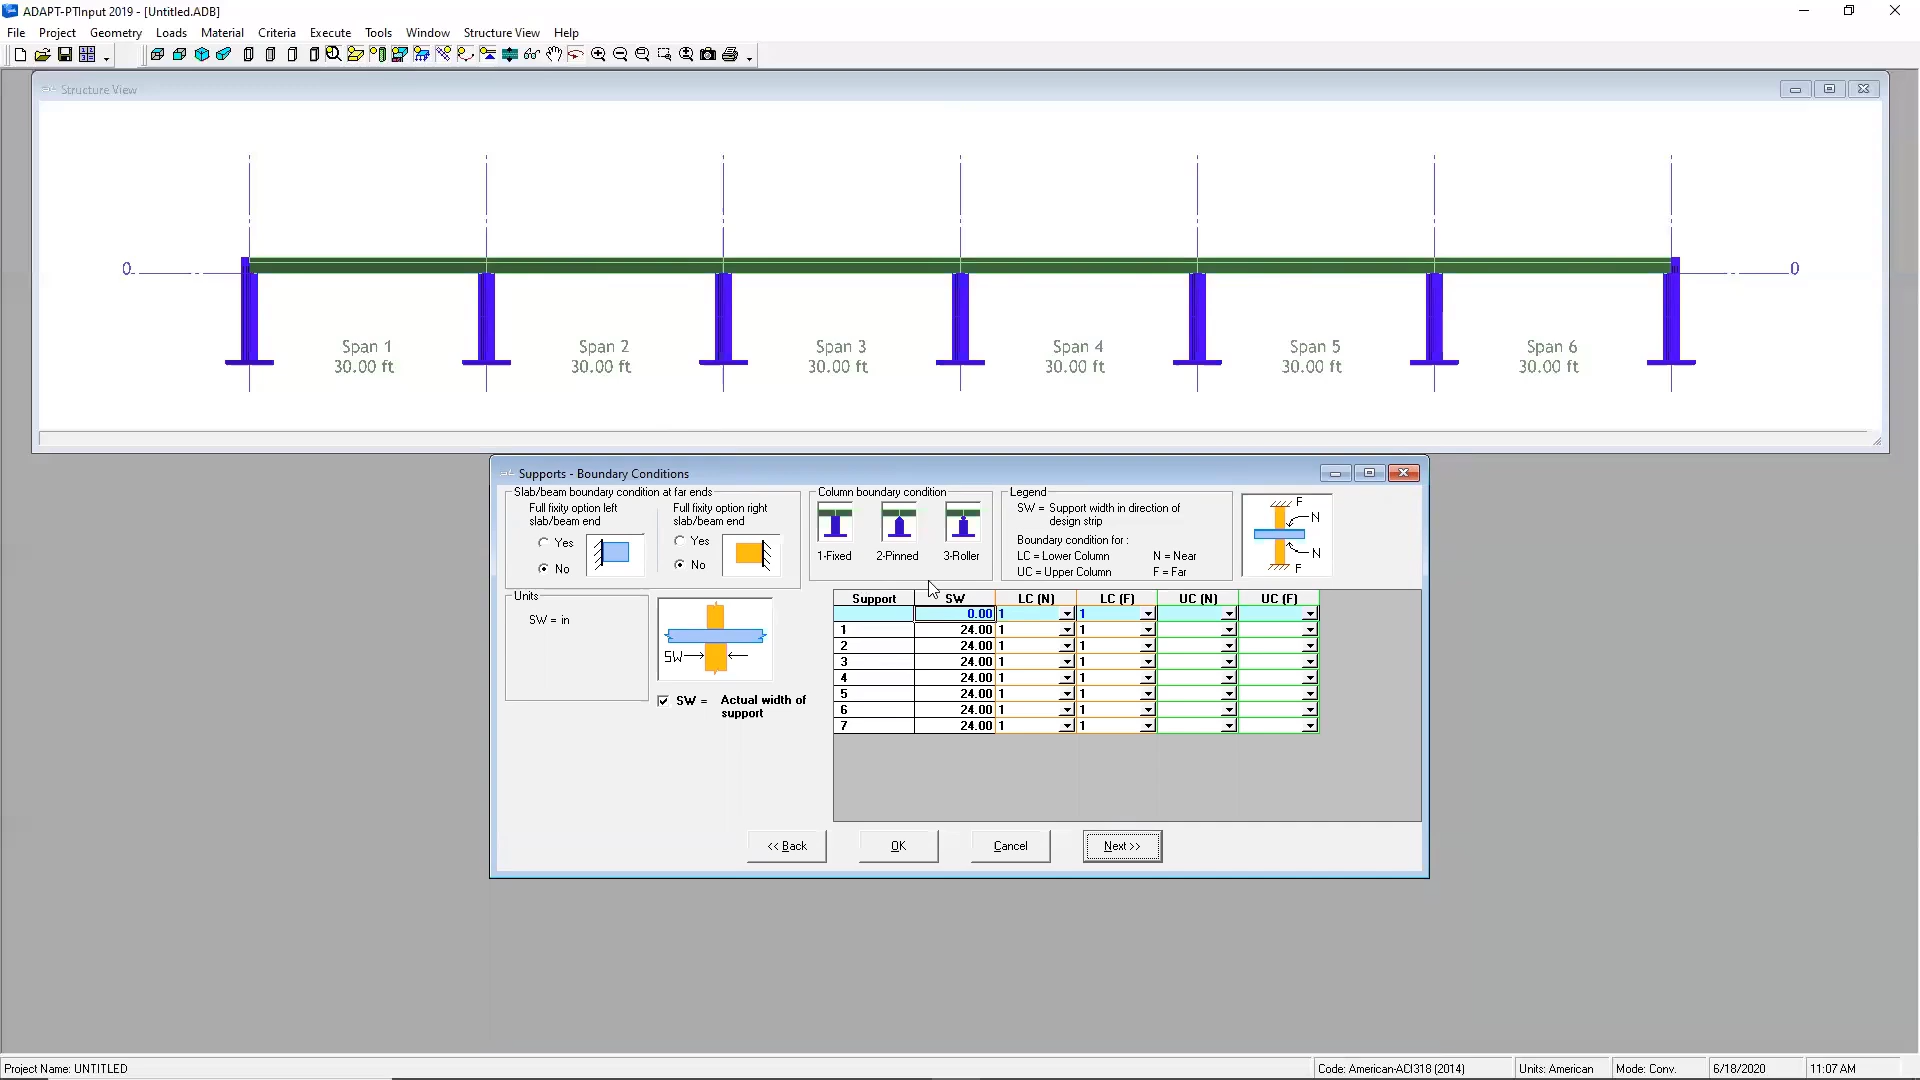 ADAPT-PTInput 2019 - [Untitled.ADB]
File Project Geometry Loads Material Criteria Execute Tools Window Structure View Help
Structure View
0 0
Span 1 Span 2 Span 3 Span 4 Span 5 Span 6
30.00 ft 30.00 ft 30.00 ft 30.00 ft 30.00 ft 30.00 ft
Supports - Boundary Conditions
Slab/beam boundary condition at far ends
Full fixity option left
slab/beam end
Yes
No
Full fixity option right
slab/beam end
Yes
No
Column boundary condition
1-Fixed 2-Pinned 3-Roller
Legend
SW = Support width in direction of
design strip
Boundary condition for :
LC = Lower Column N = Near
UC = Upper Column F = Far
F
N
N
F
Units
SW = in
SW
SW = Actual width of
support
Support SW LC (N) LC (F) UC (N) UC (F)
0.00 1 1
1 24.00 1 1
2 24.00 1 1
3 24.00 1 1
4 24.00 1 1
5 24.00 1 1
6 24.00 1 1
7 24.00 1 1
<< Back OK Cancel Next >>
Project Name: UNTITLED Code: American-ACI318 (2014) Units: American Mode: Conv. 6/18/2020 11:07 AM